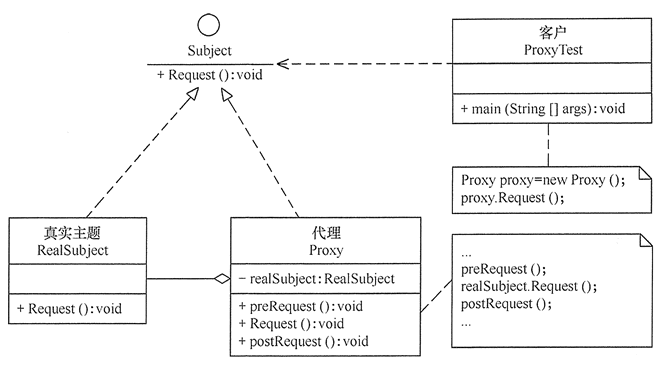 Subject
+ Request():void
客户
ProxyTest
+ main (String [] args):void
Proxy proxy=new Proxy ();
proxy.Request();
真实主题
RealSubject
+ Request():void
代理
Proxy
− realSubject:RealSubject
+ preRequest():void
+ Request():void
+ postRequest():void
...
preRequest();
realSubject.Request();
postRequest();
...